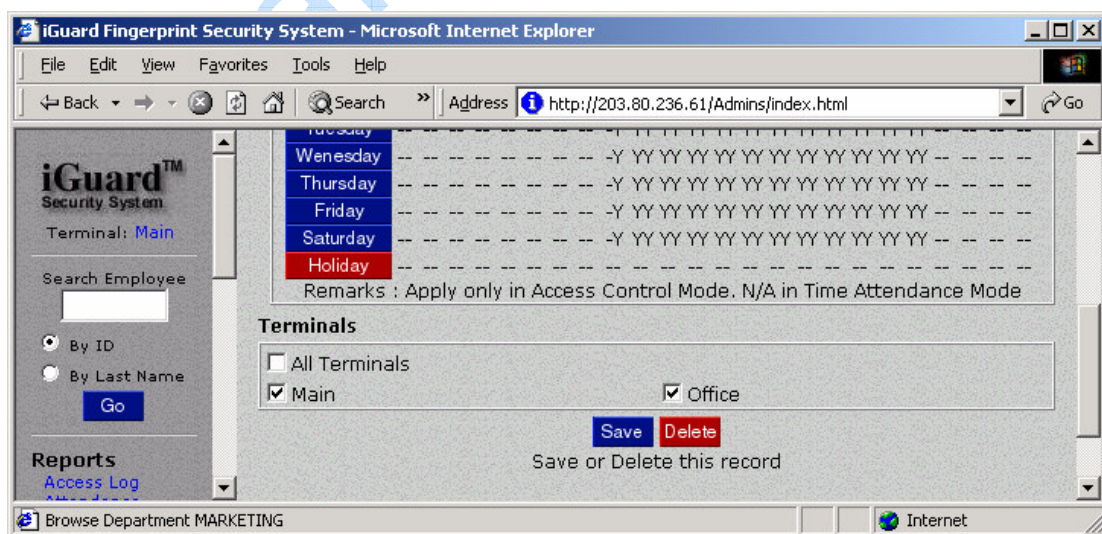 iGuard Fingerprint Security System - Microsoft Internet Explorer
File Edit View Favorites Tools Help
Back Search » Address http://203.80.236.61/Admins/index.html Go
iGuard™
Security System
Terminal: Main
Search Employee
By ID
By Last Name
Go
Reports
Access Log
Attendance
Tuesday
Wenesday -- -- -- -- -- -- -- -Y YY YY YY YY YY YY YY YY YY YY YY -- -- -- --
Thursday -- -- -- -- -- -- -- -Y YY YY YY YY YY YY YY YY YY YY YY -- -- -- --
Friday -- -- -- -- -- -- -- -Y YY YY YY YY YY YY YY YY YY YY YY -- -- -- --
Saturday -- -- -- -- -- -- -- -Y YY YY YY YY YY YY YY YY YY YY YY -- -- -- --
Holiday -- -- -- -- -- -- -- -- -- -- -- -- -- -- -- -- -- -- -- -- -- -- -- --
Remarks : Apply only in Access Control Mode. N/A in Time Attendance Mode
Terminals
All Terminals
Main Office
Save Delete
Save or Delete this record
Browse Department MARKETING Internet